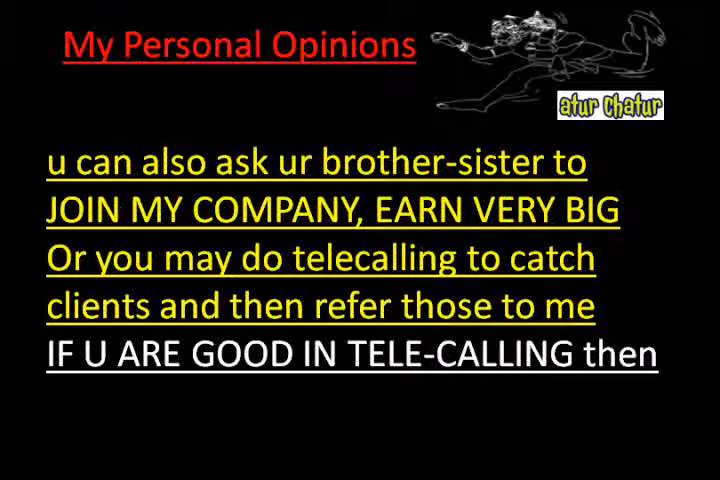 My Personal Opinions
atur chatur
u can also ask ur brother-sister to
JOIN MY COMPANY, EARN VERY BIG
Or you may do telecalling to catch
clients and then refer those to me
IF U ARE GOOD IN TELE-CALLING then